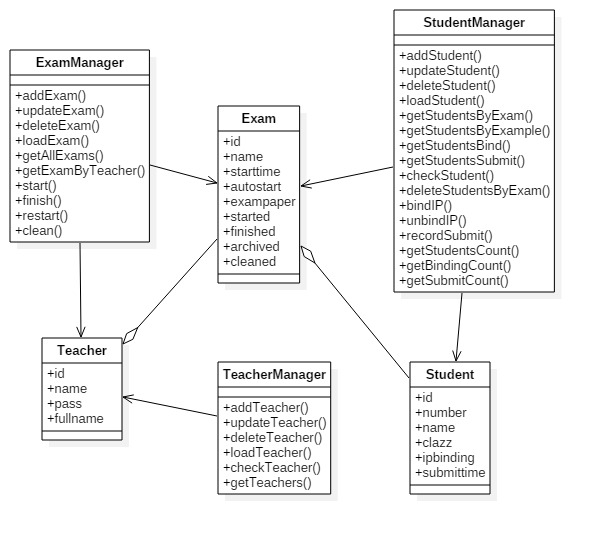 ExamManager
+addExam()
+updateExam()
+deleteExam()
+loadExam()
+getAllExams()
+getExamByTeacher()
+start()
+finish()
+restart()
+clean()
Exam
+id
+name
+starttime
+autostart
+exampaper
+started
+finished
+archived
+cleaned
StudentManager
+addStudent()
+updateStudent()
+deleteStudent()
+loadStudent()
+getStudentsByExam()
+getStudentsByExample()
+getStudentsBind()
+getStudentsSubmit()
+checkStudent()
+deleteStudentsByExam()
+bindIP()
+unbindIP()
+recordSubmit()
+getStudentsCount()
+getBindingCount()
+getSubmitCount()
Teacher
+id
+name
+pass
+fullname
TeacherManager
+addTeacher()
+updateTeacher()
+deleteTeacher()
+loadTeacher()
+checkTeacher()
+getTeachers()
Student
+id
+number
+name
+clazz
+ipbinding
+submittime